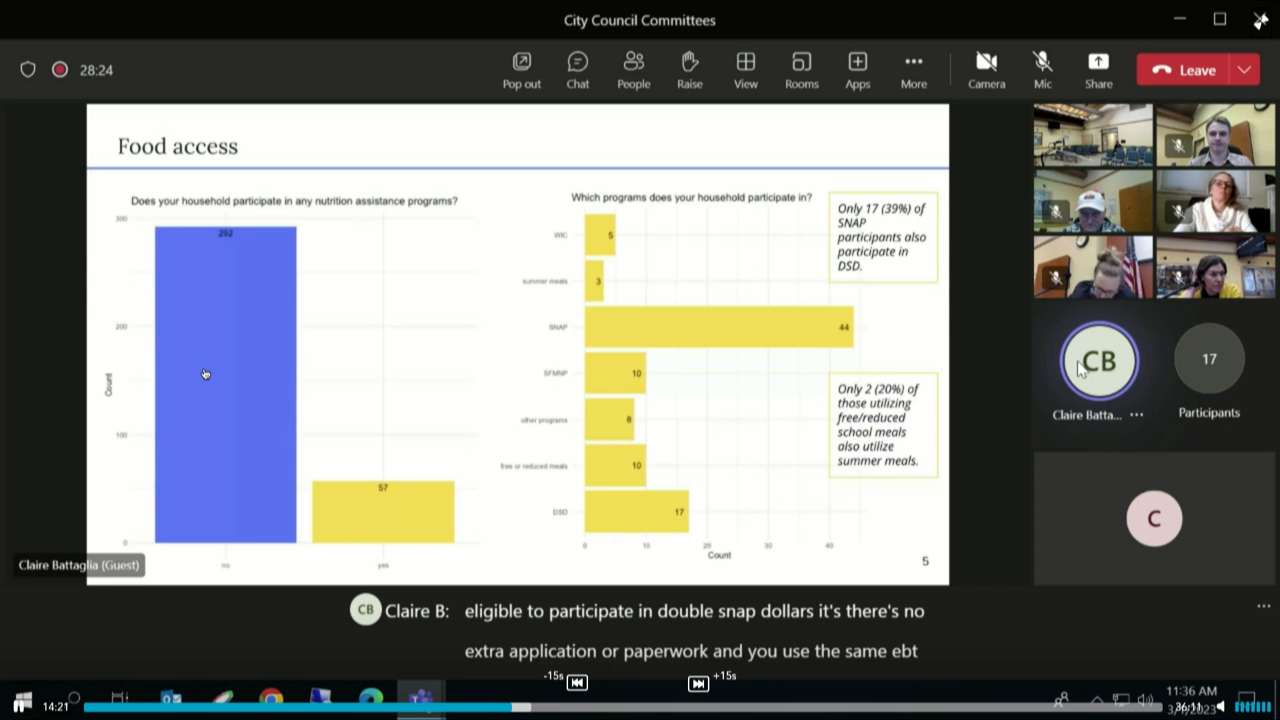 City Council Committees
28:24
Pop out
Chat
People
Raise
View
Rooms
Apps
More
Camera
Mic
Share
Leave
Food access
Does your household participate in any nutrition assistance programs?
300
292
200
Count
100
57
0
no
yes
Which programs does your household participate in?
WIC
5
summer meals
3
SNAP
44
SFMNP
10
other programs
8
free or reduced meals
10
DSD
17
0
10
20
30
40
Count
Only 17 (39%) of
SNAP
participants also
participate in
DSD.
Only 2 (20%) of
those utilizing
free/reduced
school meals
also utilize
summer meals.
5
Claire Battaglia (Guest)
CB
Claire Batta... ...
17
Participants
C
CB Claire B: eligible to participate in double snap dollars it's there's no
extra application or paperwork and you use the same ebt
-15s
+15s
14:21
11:36 AM
36:11